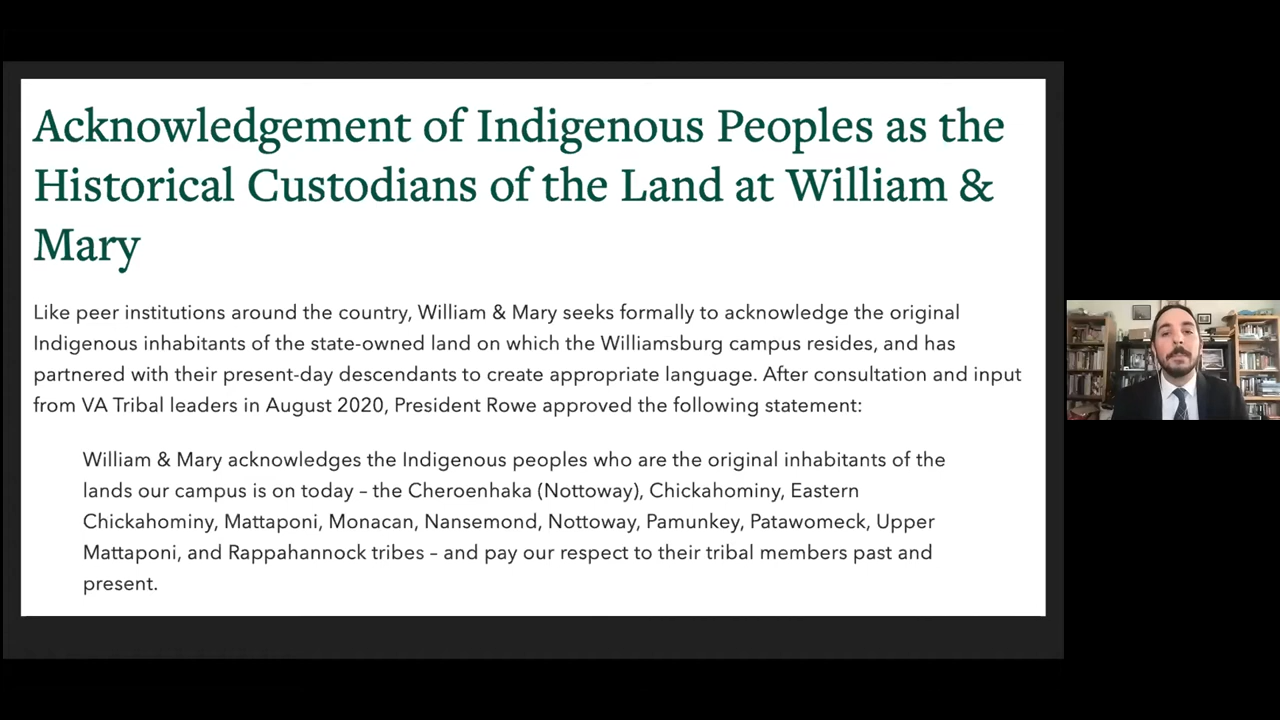 Acknowledgement of Indigenous Peoples as the
Historical Custodians of the Land at William &
Mary
Like peer institutions around the country, William & Mary seeks formally to acknowledge the original
Indigenous inhabitants of the state-owned land on which the Williamsburg campus resides, and has
partnered with their present-day descendants to create appropriate language. After consultation and input
from VA Tribal leaders in August 2020, President Rowe approved the following statement:
William & Mary acknowledges the Indigenous peoples who are the original inhabitants of the
lands our campus is on today – the Cheroenhaka (Nottoway), Chickahominy, Eastern
Chickahominy, Mattaponi, Monacan, Nansemond, Nottoway, Pamunkey, Patawomeck, Upper
Mattaponi, and Rappahannock tribes – and pay our respect to their tribal members past and
present.